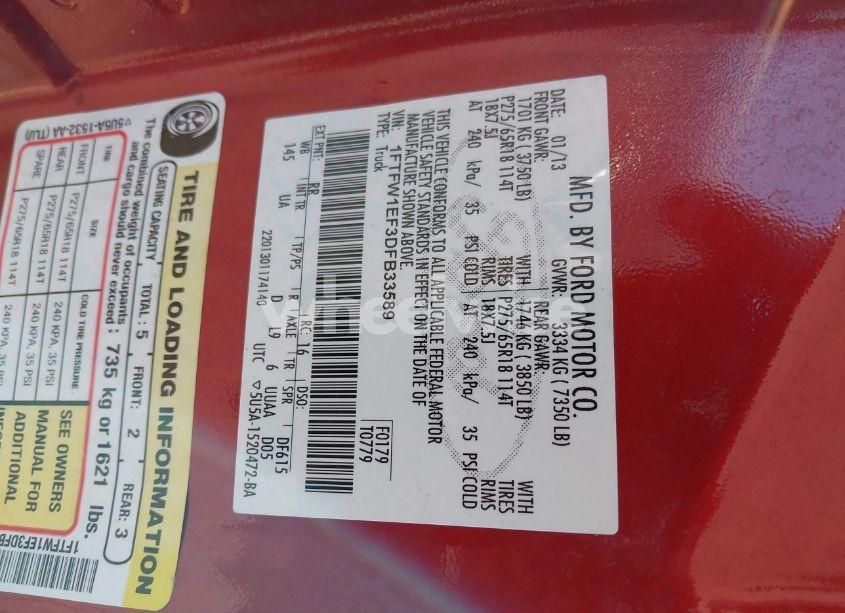 MFD. BY FORD MOTOR CO.
DATE: 01/13 GVWR: 3334 KG ( 7350 LB)
FRONT GAWR: REAR GAWR:
1701 KG ( 3750 LB) WITH 1746 KG ( 3850 LB) WITH
P275/65R18 114T TIRES P275/65R18 114T TIRES
18X7.5J RIMS 18X7.5J RIMS
AT 240 kPa/ 35 PSI COLD AT 240 kPa/ 35 PSI COLD
THIS VEHICLE CONFORMS TO ALL APPLICABLE FEDERAL MOTOR
VEHICLE SAFETY STANDARDS IN EFFECT ON THE DATE OF
MANUFACTURE SHOWN ABOVE.
VIN: 1FTFW1EF3DFB33589
TYPE: Truck
F0179
T0779
EXT PNT: RR RC: 16 DSO:
WB INT TR TP/PS R AXLE TR SPR DF615
145 UA D L9 6 UUAA D05
2201301174140 UTC ▽5U5A-1520472-BA
TIRE AND LOADING INFORMATION
SEATING CAPACITY TOTAL: 5 FRONT: 2 REAR: 3
The combined weight of occupants
and cargo should never exceed: 735 kg or 1621 lbs.
TIRE SIZE COLD TIRE PRESSURE
FRONT P275/65R18 114T 240 KPA, 35 PSI
REAR P275/65R18 114T 240 KPA, 35 PSI
SPARE P275/65R18 114T 240 KPA, 35 PSI
SEE OWNERS
MANUAL FOR
ADDITIONAL
▽5U5A-1532-AA (TLU)
1FTFW1EF3DFB